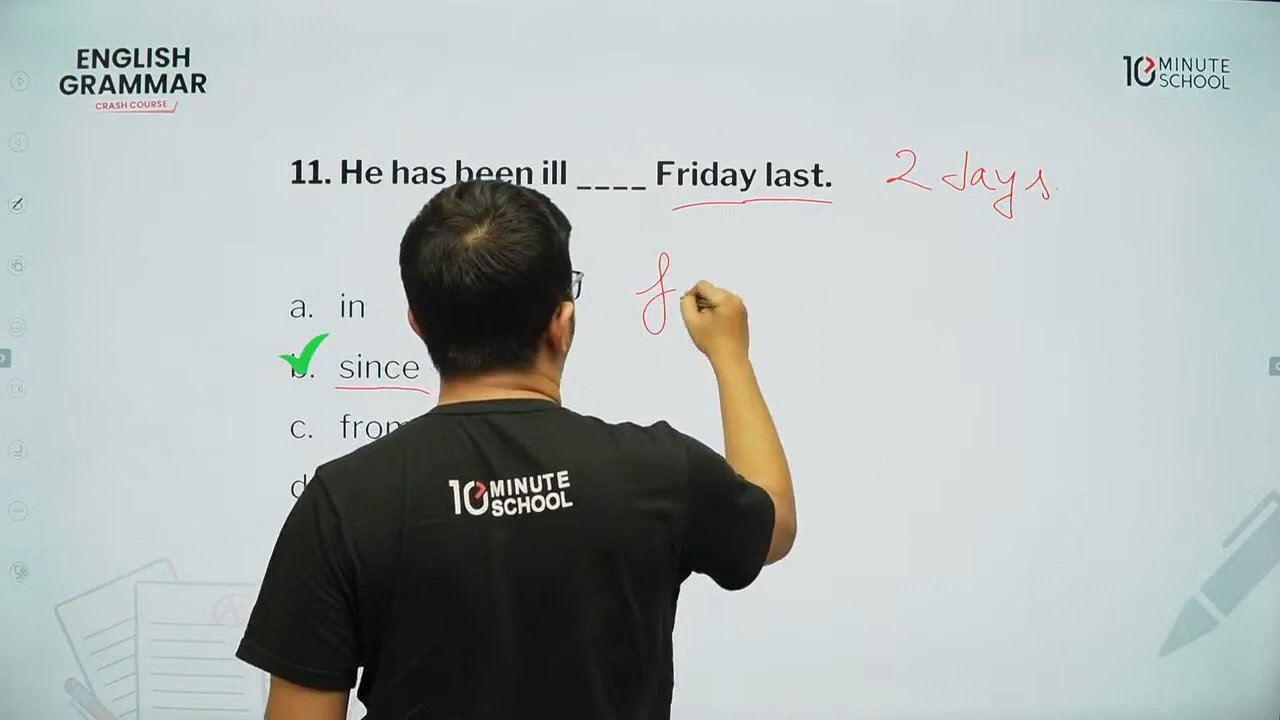 ENGLISH
GRAMMAR
CRASH COURSE
10 MINUTE
SCHOOL
11. He has been ill ____ Friday last. 2 days.
a. in
f
b. since
c. from
d
10 MINUTE
SCHOOL